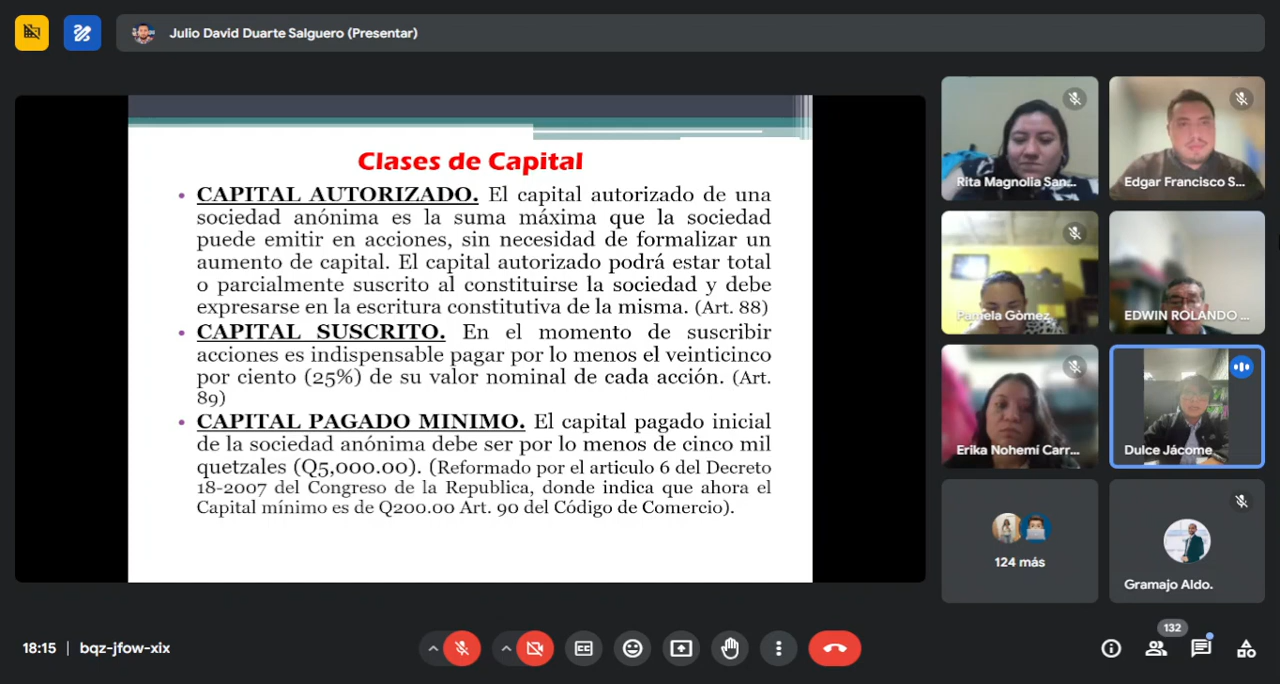 Julio David Duarte Salguero (Presentar)
Clases de Capital
• CAPITAL AUTORIZADO. El capital autorizado de una
sociedad anónima es la suma máxima que la sociedad
puede emitir en acciones, sin necesidad de formalizar un
aumento de capital. El capital autorizado podrá estar total
o parcialmente suscrito al constituirse la sociedad y debe
expresarse en la escritura constitutiva de la misma. (Art. 88)
• CAPITAL SUSCRITO. En el momento de suscribir
acciones es indispensable pagar por lo menos el veinticinco
por ciento (25%) de su valor nominal de cada acción. (Art.
89)
• CAPITAL PAGADO MINIMO. El capital pagado inicial
de la sociedad anónima debe ser por lo menos de cinco mil
quetzales (Q5,000.00). (Reformado por el articulo 6 del Decreto
18-2007 del Congreso de la Republica, donde indica que ahora el
Capital mínimo es de Q200.00 Art. 90 del Código de Comercio).
Rita Magnolia San...
Edgar Francisco S...
Pamela Gòmez
EDWIN ROLANDO ...
Erika Nohemí Carr...
Dulce Jácome
124 más
Gramajo Aldo.
18:15 | bqz-jfow-xix
132